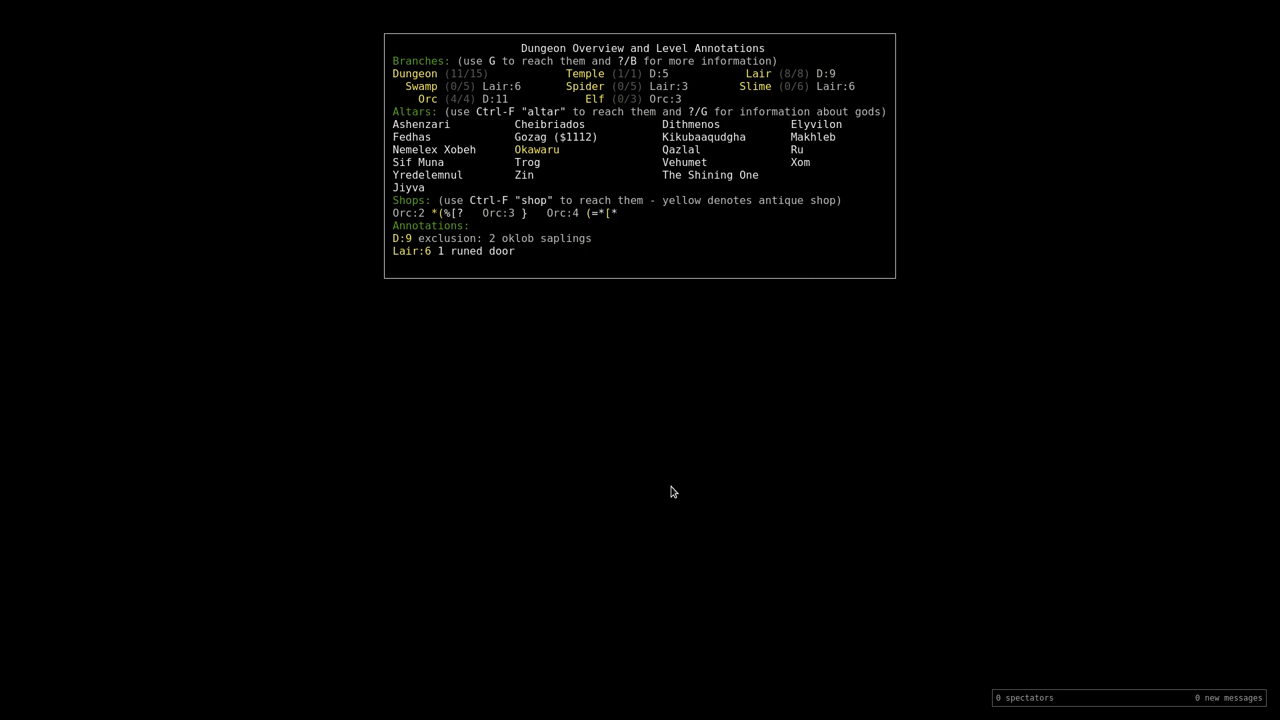 Dungeon Overview and Level Annotations
Branches: (use G to reach them and ?/B for more information)
Dungeon (11/15) Temple (1/1) D:5 Lair (8/8) D:9
Swamp (0/5) Lair:6 Spider (0/5) Lair:3 Slime (0/6) Lair:6
Orc (4/4) D:11 Elf (0/3) Orc:3
Altars: (use Ctrl-F "altar" to reach them and ?/G for information about gods)
Ashenzari Cheibriados Dithmenos Elyvilon
Fedhas Gozag ($1112) Kikubaaqudgha Makhleb
Nemelex Xobeh Okawaru Qazlal Ru
Sif Muna Trog Vehumet Xom
Yredelemnul Zin The Shining One
Jiyva
Shops: (use Ctrl-F "shop" to reach them - yellow denotes antique shop)
Orc:2 *(%[? Orc:3 } Orc:4 (=*[*
Annotations:
D:9 exclusion: 2 oklob saplings
Lair:6 1 runed door
0 spectators 0 new messages